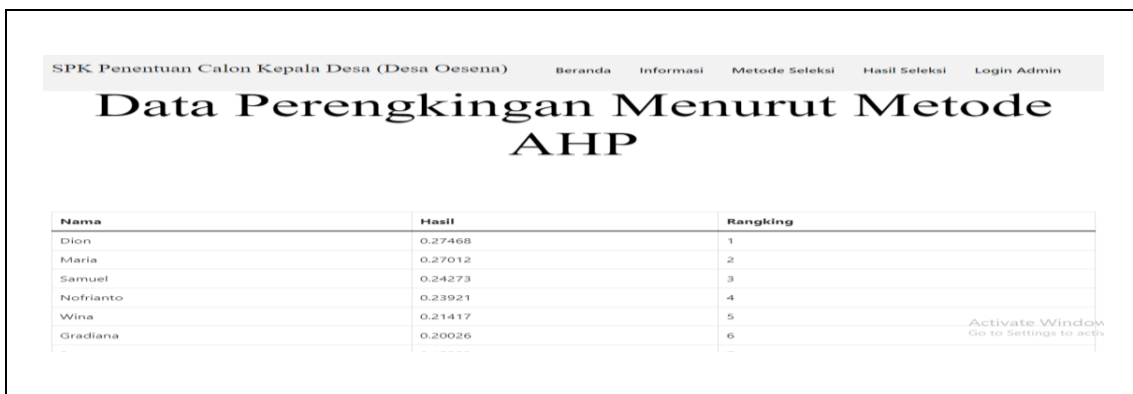 SPK Penentuan Calon Kepala Desa (Desa Oesena) Beranda Informasi Metode Seleksi Hasil Seleksi Login Admin
Data Perengkingan Menurut Metode
AHP
Nama Hasil Rangking
Dion 0.27468 1
Maria 0.27012 2
Samuel 0.24273 3
Nofrianto 0.23921 4
Wina 0.21417 5
Gradiana 0.20026 6
Activate Window
Go to Settings to activ